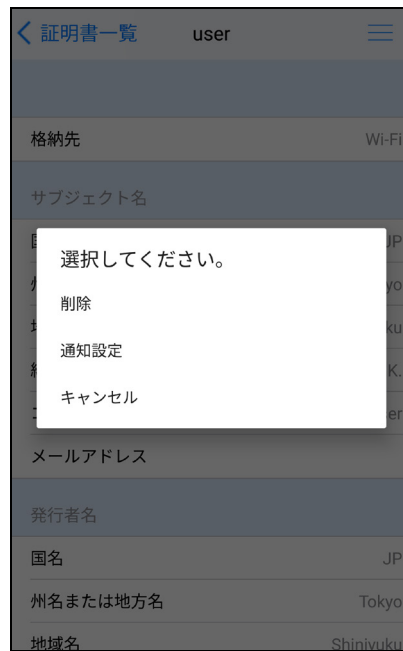 証明書一覧 user
格納先 Wi-Fi
サブジェクト名
JP
選択してください。
削除
通知設定
キャンセル
メールアドレス
発行者名
国名 JP
州名または地方名 Tokyo
地域名 Shinjyuku